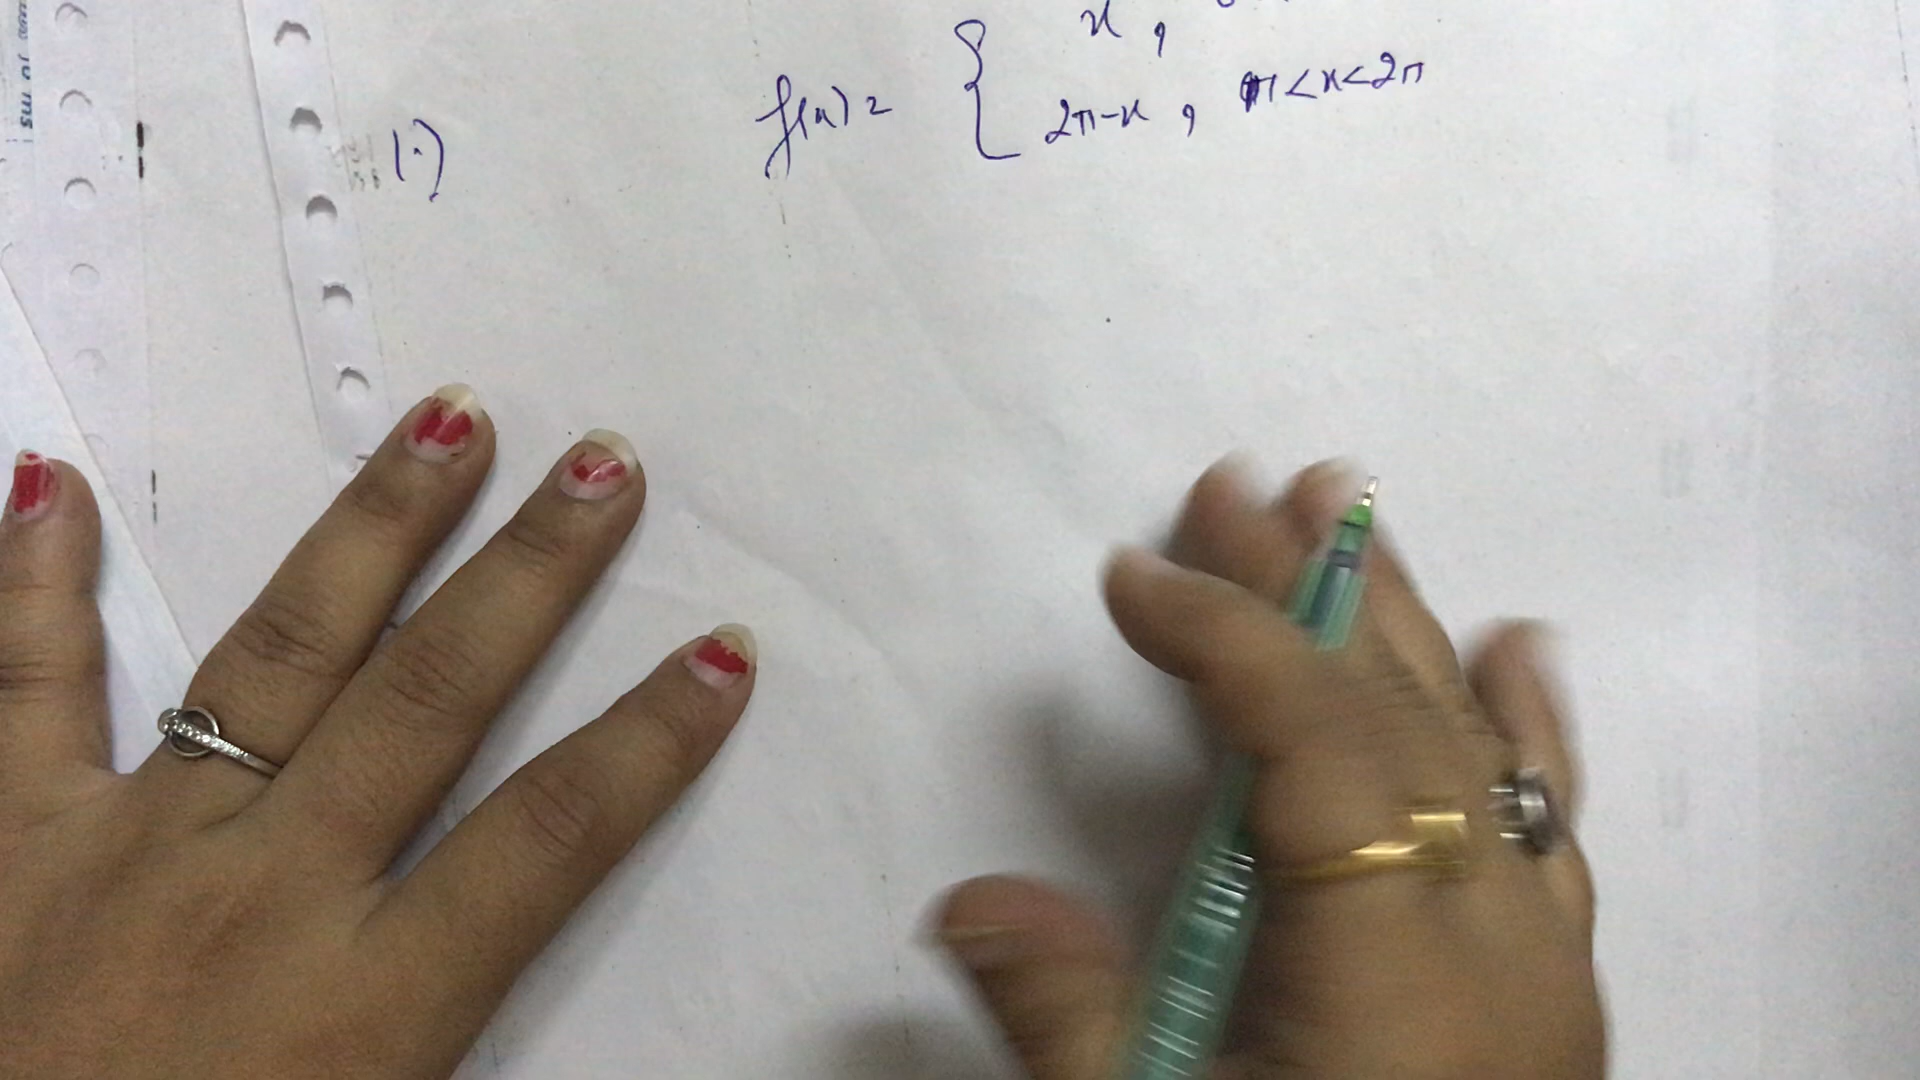 x ,
(.) f(x) = { 2π-x , π<x<2π